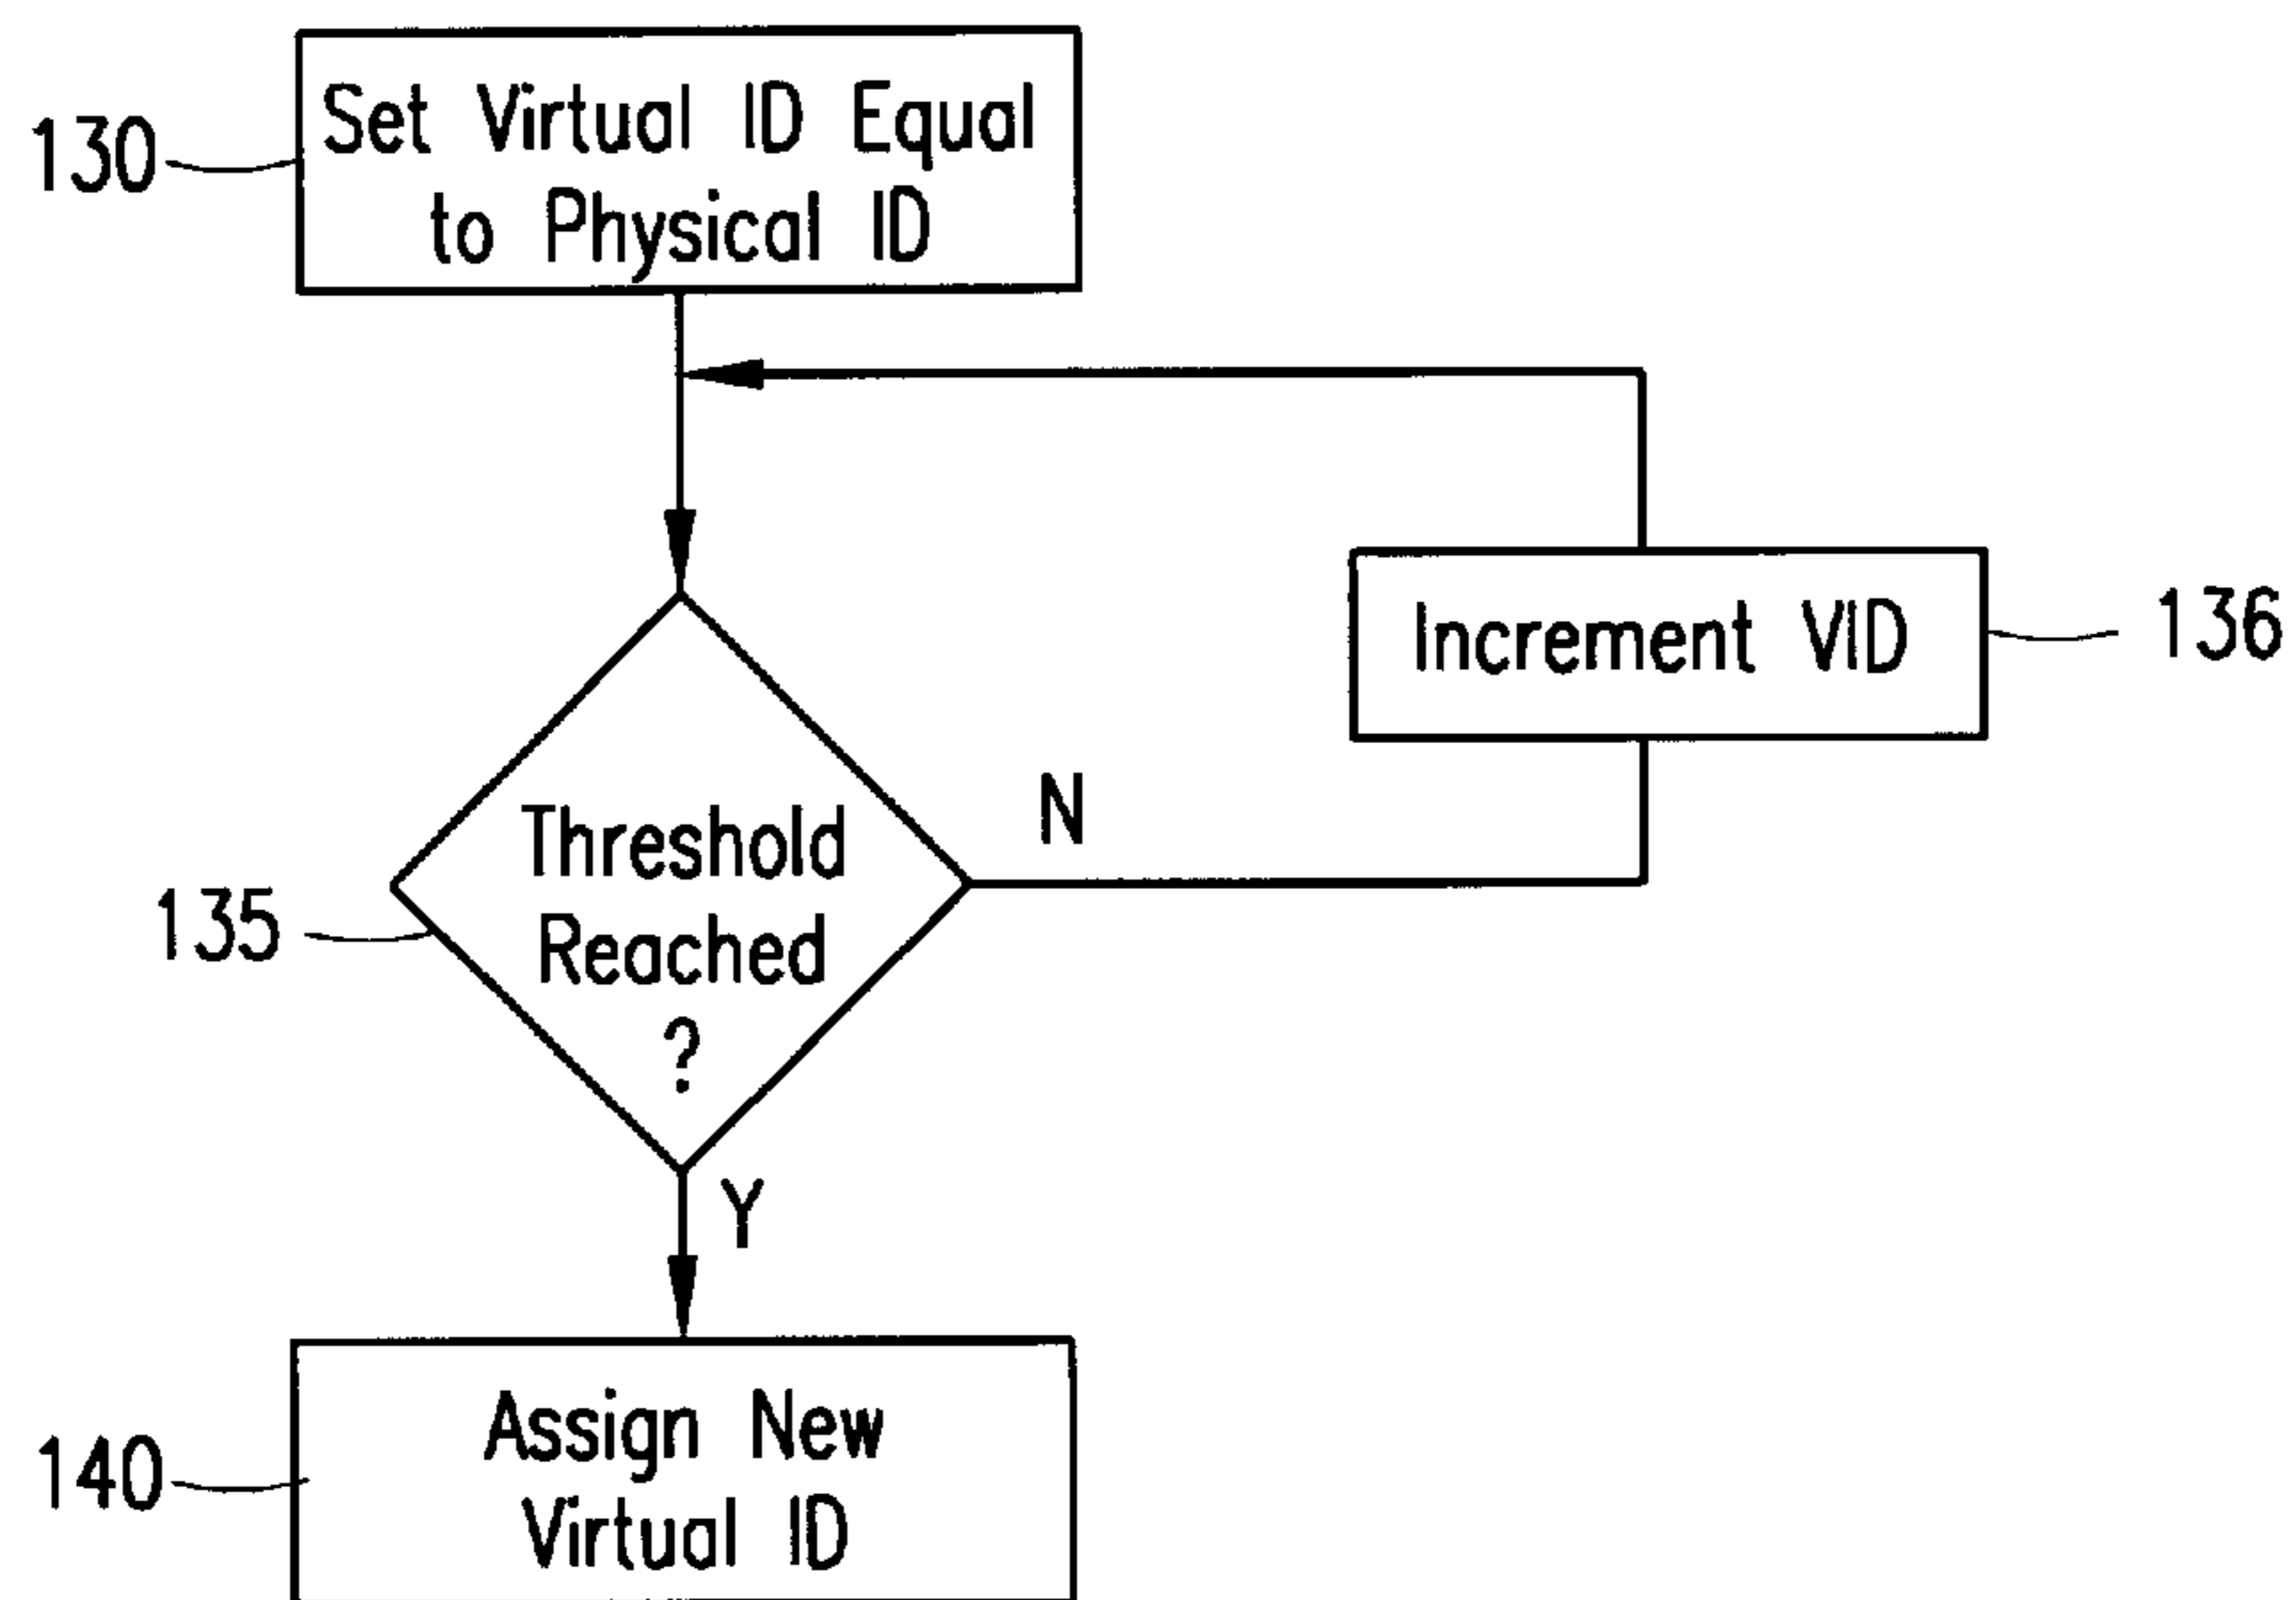 130
Set Virtual ID Equal
to Physical ID
Increment VID
136
N
Threshold
Reached
?
135
Y
140
Assign New
Virtual ID